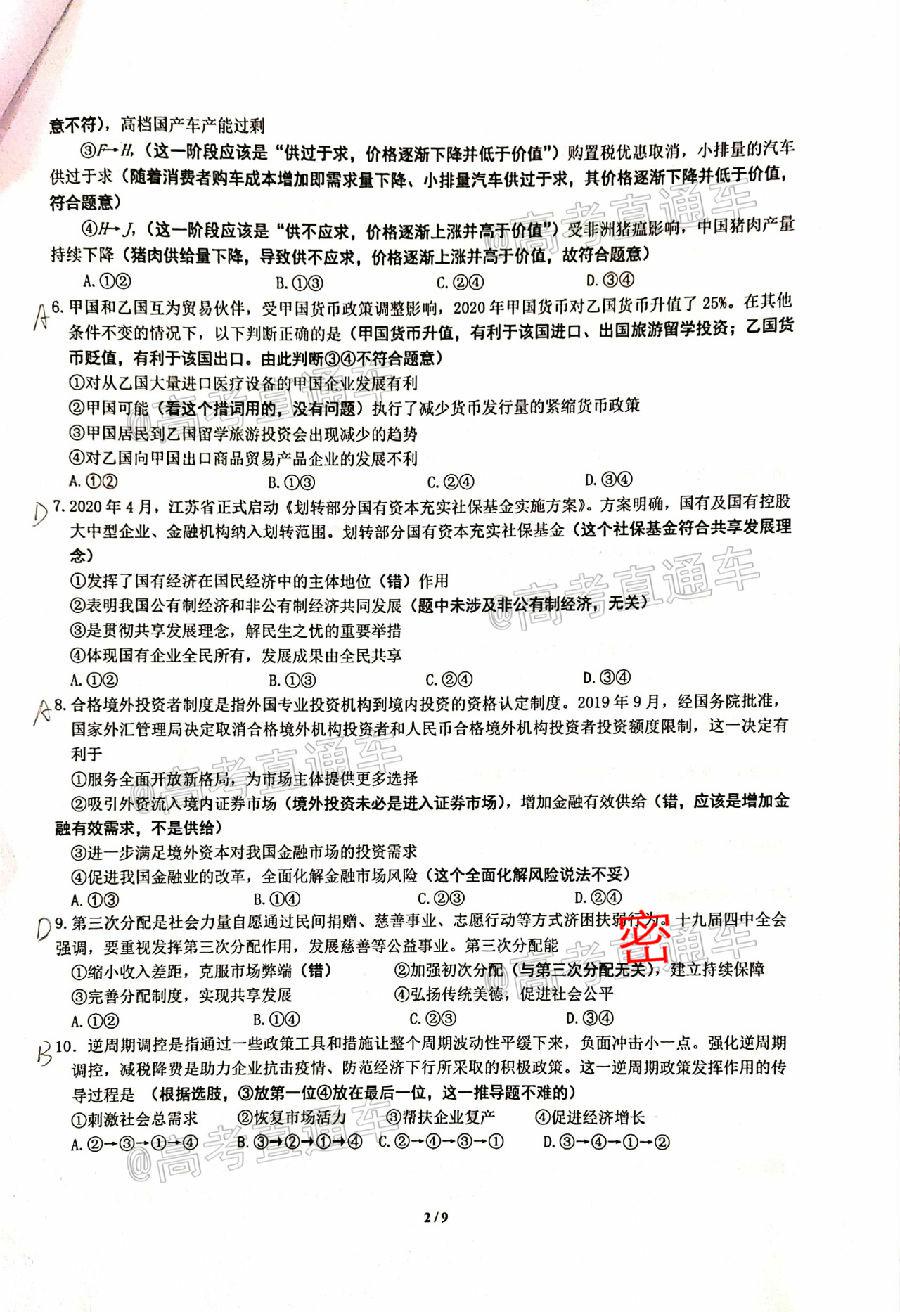 意不符），高档国产车产能过剩
③F→H，（这一阶段应该是“供过于求，价格逐渐下降并低于价值”）购置税优惠取消，小排量的汽车
供过于求（随着消费者购车成本增加即需求量下降、小排量汽车供过于求，其价格逐渐下降并低于价值，
符合题意）
④H→J，（这一阶段应该是“供不应求，价格逐渐上涨并高于价值”）受非洲猪瘟影响，中国猪肉产量
持续下降（猪肉供给量下降，导致供不应求，价格逐渐上涨并高于价值，故符合题意）
A.①② B.①③ C.②④ D.③④
A 6.甲国和乙国互为贸易伙伴，受甲国货币政策调整影响，2020年甲国货币对乙国货币升值了25%。在其他
条件不变的情况下，以下判断正确的是（甲国货币升值，有利于该国进口、出国旅游留学投资；乙国货
币贬值，有利于该国出口。由此判断③④不符合题意）
①对从乙国大量进口医疗设备的甲国企业发展有利
②甲国可能（看这个措词用的，没有问题）执行了减少货币发行量的紧缩货币政策
③甲国居民到乙国留学旅游投资会出现减少的趋势
④对乙国向甲国出口商品贸易产品企业的发展不利
A.①② B.①③ C.②④ D.③④
D 7.2020年4月，江苏省正式启动《划转部分国有资本充实社保基金实施方案》。方案明确，国有及国有控股
大中型企业、金融机构纳入划转范围。划转部分国有资本充实社保基金（这个社保基金符合共享发展理
念）
①发挥了国有经济在国民经济中的主体地位（错）作用
②表明我国公有制经济和非公有制经济共同发展（题中未涉及非公有制经济，无关）
③是贯彻共享发展理念，解民生之忧的重要举措
④体现国有企业全民所有，发展成果由全民共享
A.①② B.①③ C.②④ D.③④
A 8.合格境外投资者制度是指外国专业投资机构到境内投资的资格认定制度。2019年9月，经国务院批准，
国家外汇管理局决定取消合格境外机构投资者和人民币合格境外机构投资者投资额度限制，这一决定有
利于
①服务全面开放新格局，为市场主体提供更多选择
②吸引外资流入境内证券市场（境外投资未必是进入证券市场），增加金融有效供给（错，应该是增加金
融有效需求，不是供给）
③进一步满足境外资本对我国金融市场的投资需求
④促进我国金融业的改革，全面化解金融市场风险（这个全面化解风险说法不妥）
A.①③ B.①④ C.②③ D.②④
D 9.第三次分配是社会力量自愿通过民间捐赠、慈善事业、志愿行动等方式济困扶弱行为。十九届四中全会
强调，要重视发挥第三次分配作用，发展慈善等公益事业。第三次分配能
①缩小收入差距，克服市场弊端（错） ②加强初次分配（与第三次分配无关），建立持续保障
③完善分配制度，实现共享发展 ④弘扬传统美德，促进社会公平
A.①② B.①④ C.②③ D.③④
B 10．逆周期调控是指通过一些政策工具和措施让整个周期波动性平缓下来，负面冲击小一点。强化逆周期
调控，减税降费是助力企业抗击疫情、防范经济下行所采取的积极政策。这一逆周期政策发挥作用的传
导过程是 （根据选肢，③放第一位④放在最后一位，这一推导题不难的）
①刺激社会总需求 ②恢复市场活力 ③帮扶企业复产 ④促进经济增长
A.②→③→①→④ B.③→②→①→④ C.②→④→③→① D.③→④→①→②
2 / 9
@高考直通车
@高考直通车
@高考直通车
@高考直通车
@高考直通车
@高考直通车
密